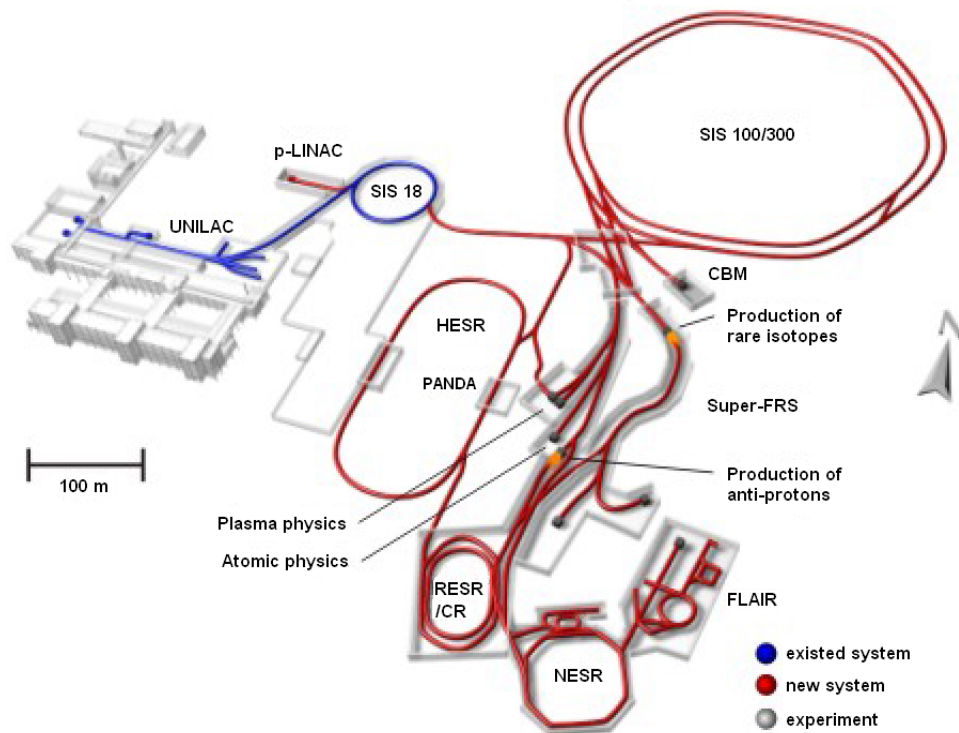 SIS 100/300
p-LINAC
SIS 18
UNILAC
CBM
Production of
rare isotopes
HESR
PANDA
Super-FRS
100 m
Production of
anti-protons
Plasma physics
Atomic physics
RESR
/CR
FLAIR
NESR
existed system
new system
experiment